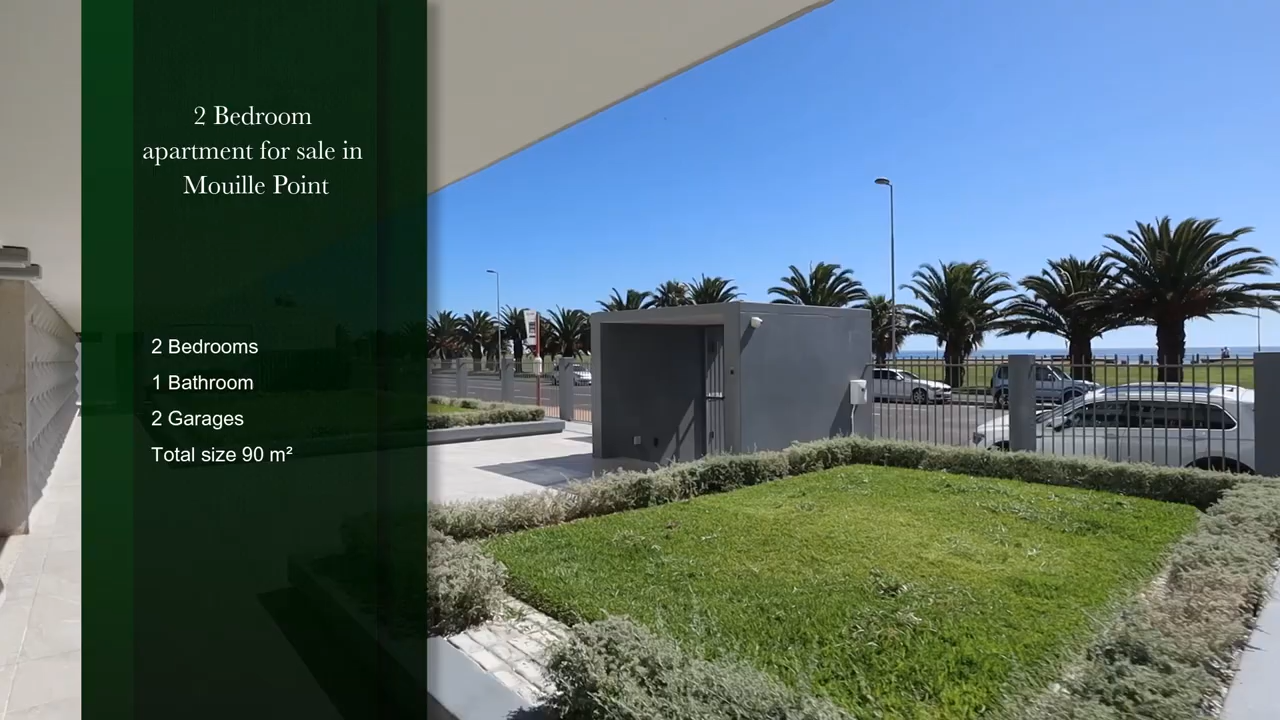 2 Bedroom
apartment for sale in
Mouille Point
2 Bedrooms
1 Bathroom
2 Garages
Total size 90 m²